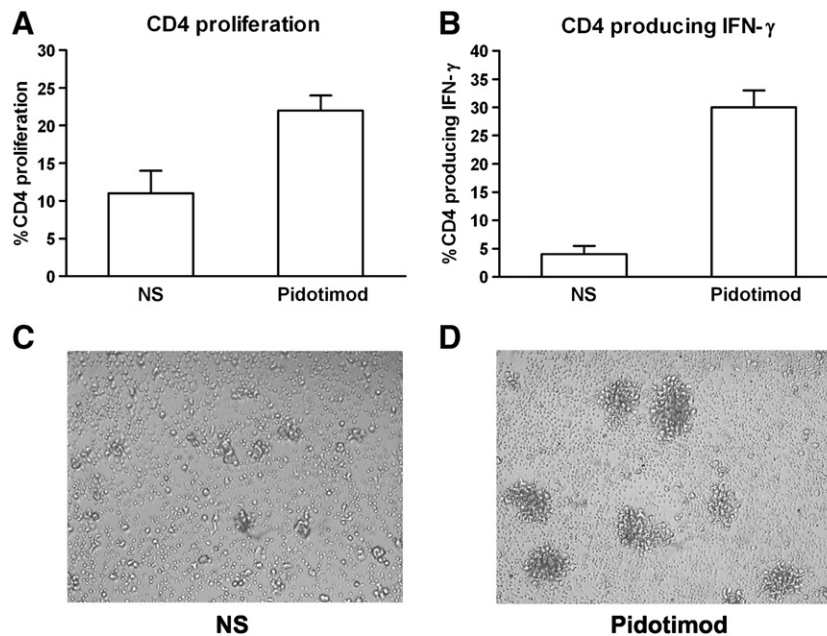 A
CD4 proliferation
% CD4 proliferation
30
25
20
15
10
5
0
NS
Pidotimod
B
CD4 producing IFN-γ
% CD4 producing IFN-γ
40
35
30
25
20
15
10
5
0
NS
Pidotimod
C
NS
D
Pidotimod